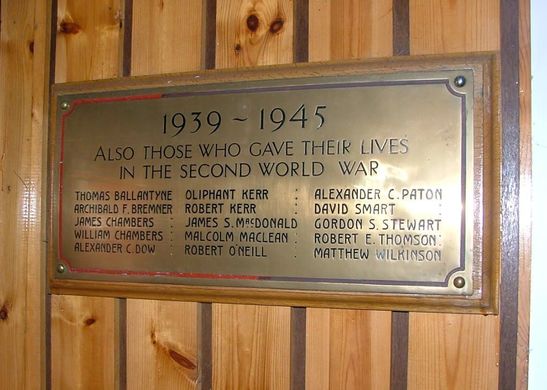 1939 ~ 1945
ALSO THOSE WHO GAVE THEIR LIVES
IN THE SECOND WORLD WAR
THOMAS BALLANTYNE : OLIPHANT KERR : ALEXANDER C. PATON
ARCHIBALD F. BREMNER : ROBERT KERR : DAVID SMART :
JAMES CHAMBERS : JAMES S. MACDONALD : GORDON S. STEWART
WILLIAM CHAMBERS : MALCOLM MACLEAN : ROBERT E. THOMSON :
ALEXANDER C. DOW : ROBERT O'NEILL : MATTHEW WILKINSON